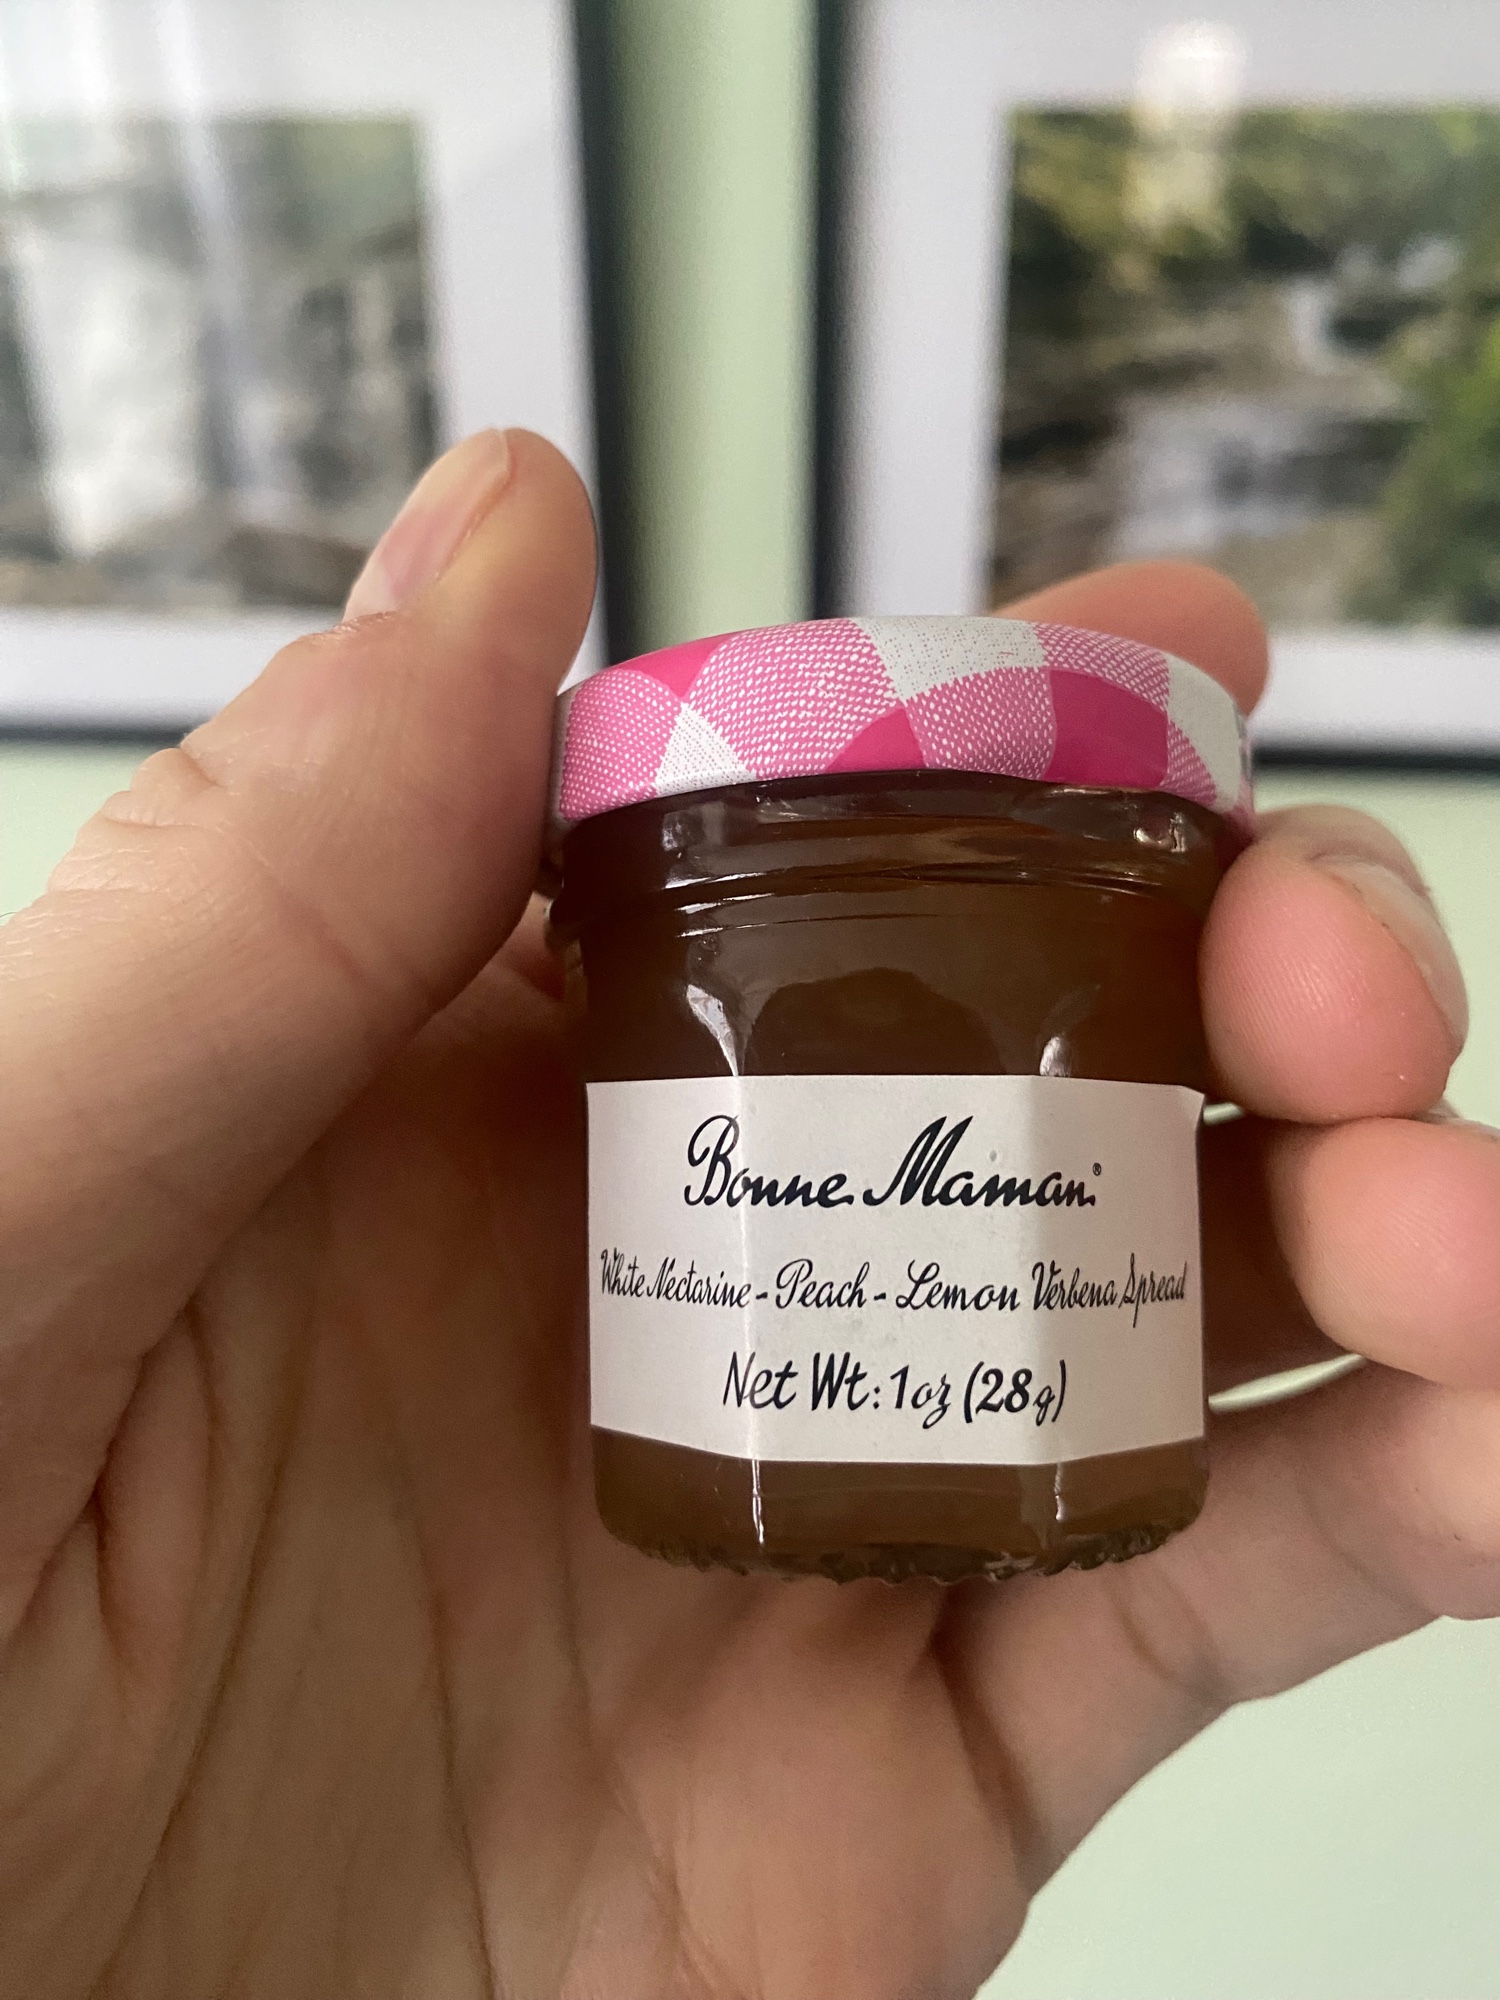 Bonne Maman®
White Nectarine - Peach - Lemon Verbena Spread
Net Wt: 1oz (28g)